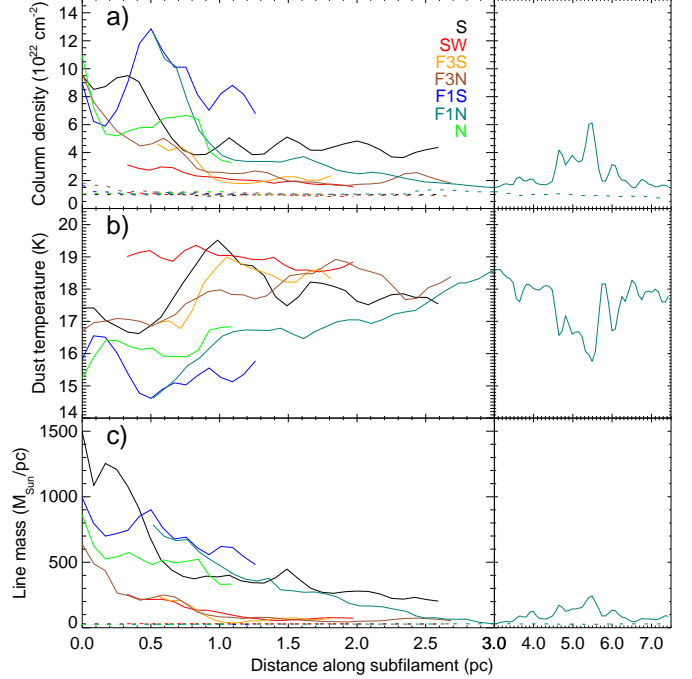 a)
S
SW
F3S
F3N
F1S
F1N
N
Column density (10²² cm⁻²)
14
12
10
8
6
4
2
0
b)
Dust temperature (K)
20
19
18
17
16
15
14
c)
Line mass (M_Sun/pc)
1500
1000
500
0
0.0 0.5 1.0 1.5 2.0 2.5 3.0 3.0 4.0 5.0 6.0 7.0
Distance along subfilament (pc)